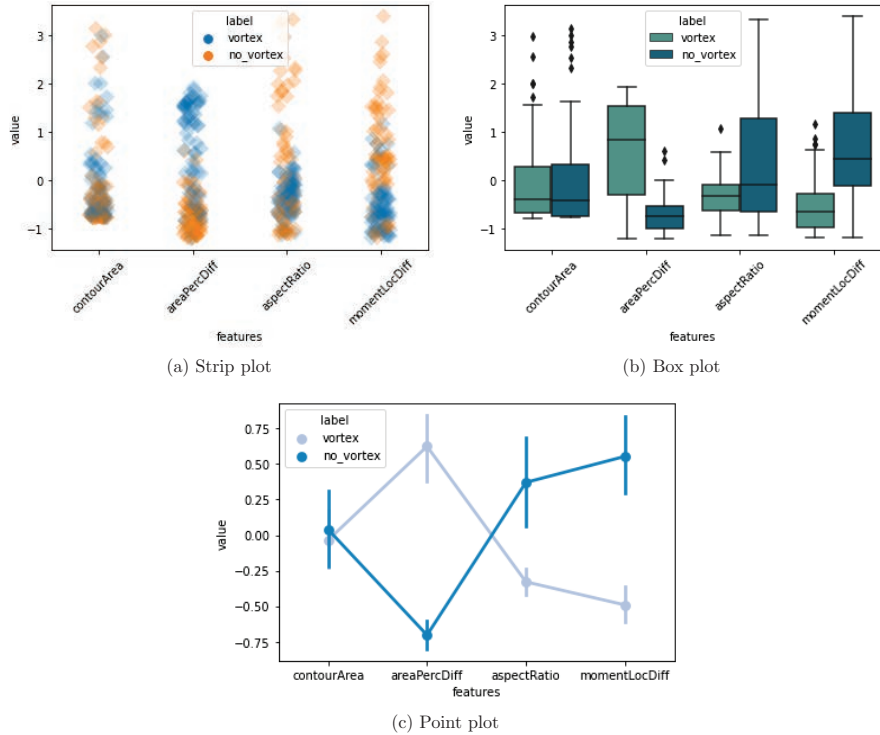 label
vortex
no_vortex
value
3
2
1
0
−1
contourArea
areaPercDiff
aspectRatio
momentLocDiff
features
(a) Strip plot
label
vortex
no_vortex
value
3
2
1
0
−1
contourArea
areaPercDiff
aspectRatio
momentLocDiff
features
(b) Box plot
label
vortex
no_vortex
value
0.75
0.50
0.25
0.00
−0.25
−0.50
−0.75
contourArea areaPercDiff aspectRatio momentLocDiff
features
(c) Point plot